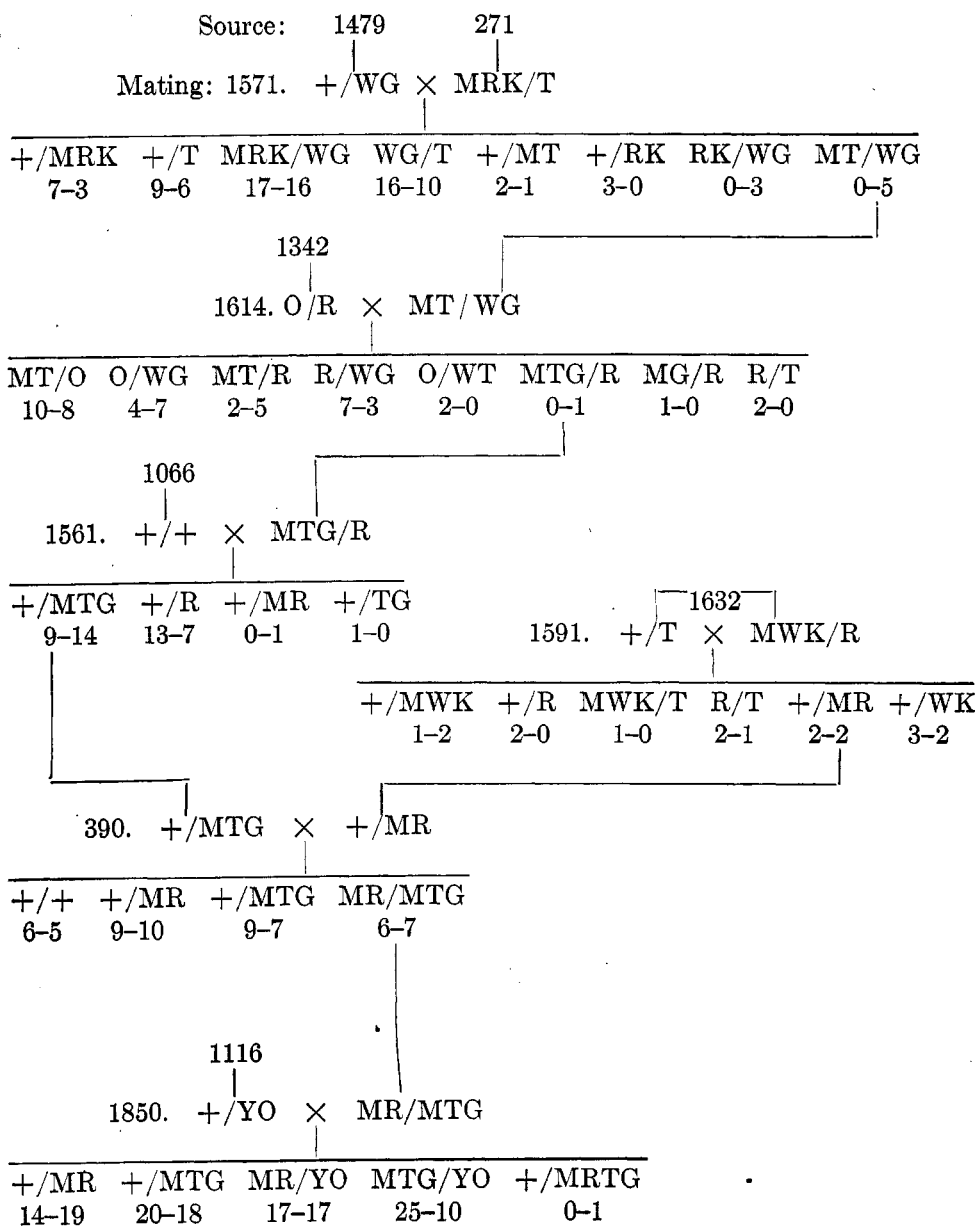 Source: 1479 271
Mating: 1571. +/WG × MRK/T
+/MRK +/T MRK/WG WG/T +/MT +/RK RK/WG MT/WG
7–3 9–6 17–16 16–10 2–1 3–0 0–3 0–5
1342
1614. O/R × MT/WG
MT/O O/WG MT/R R/WG O/WT MTG/R MG/R R/T
10–8 4–7 2–5 7–3 2–0 0–1 1–0 2–0
1066
1561. +/+ × MTG/R
+/MTG +/R +/MR +/TG
9–14 13–7 0–1 1–0
1632
1591. +/T × MWK/R
+/MWK +/R MWK/T R/T +/MR +/WK
1–2 2–0 1–0 2–1 2–2 3–2
390. +/MTG × +/MR
+/+ +/MR +/MTG MR/MTG
6–5 9–10 9–7 6–7
1116
1850. +/YO × MR/MTG
+/MR +/MTG MR/YO MTG/YO +/MRTG
14–19 20–18 17–17 25–10 0–1